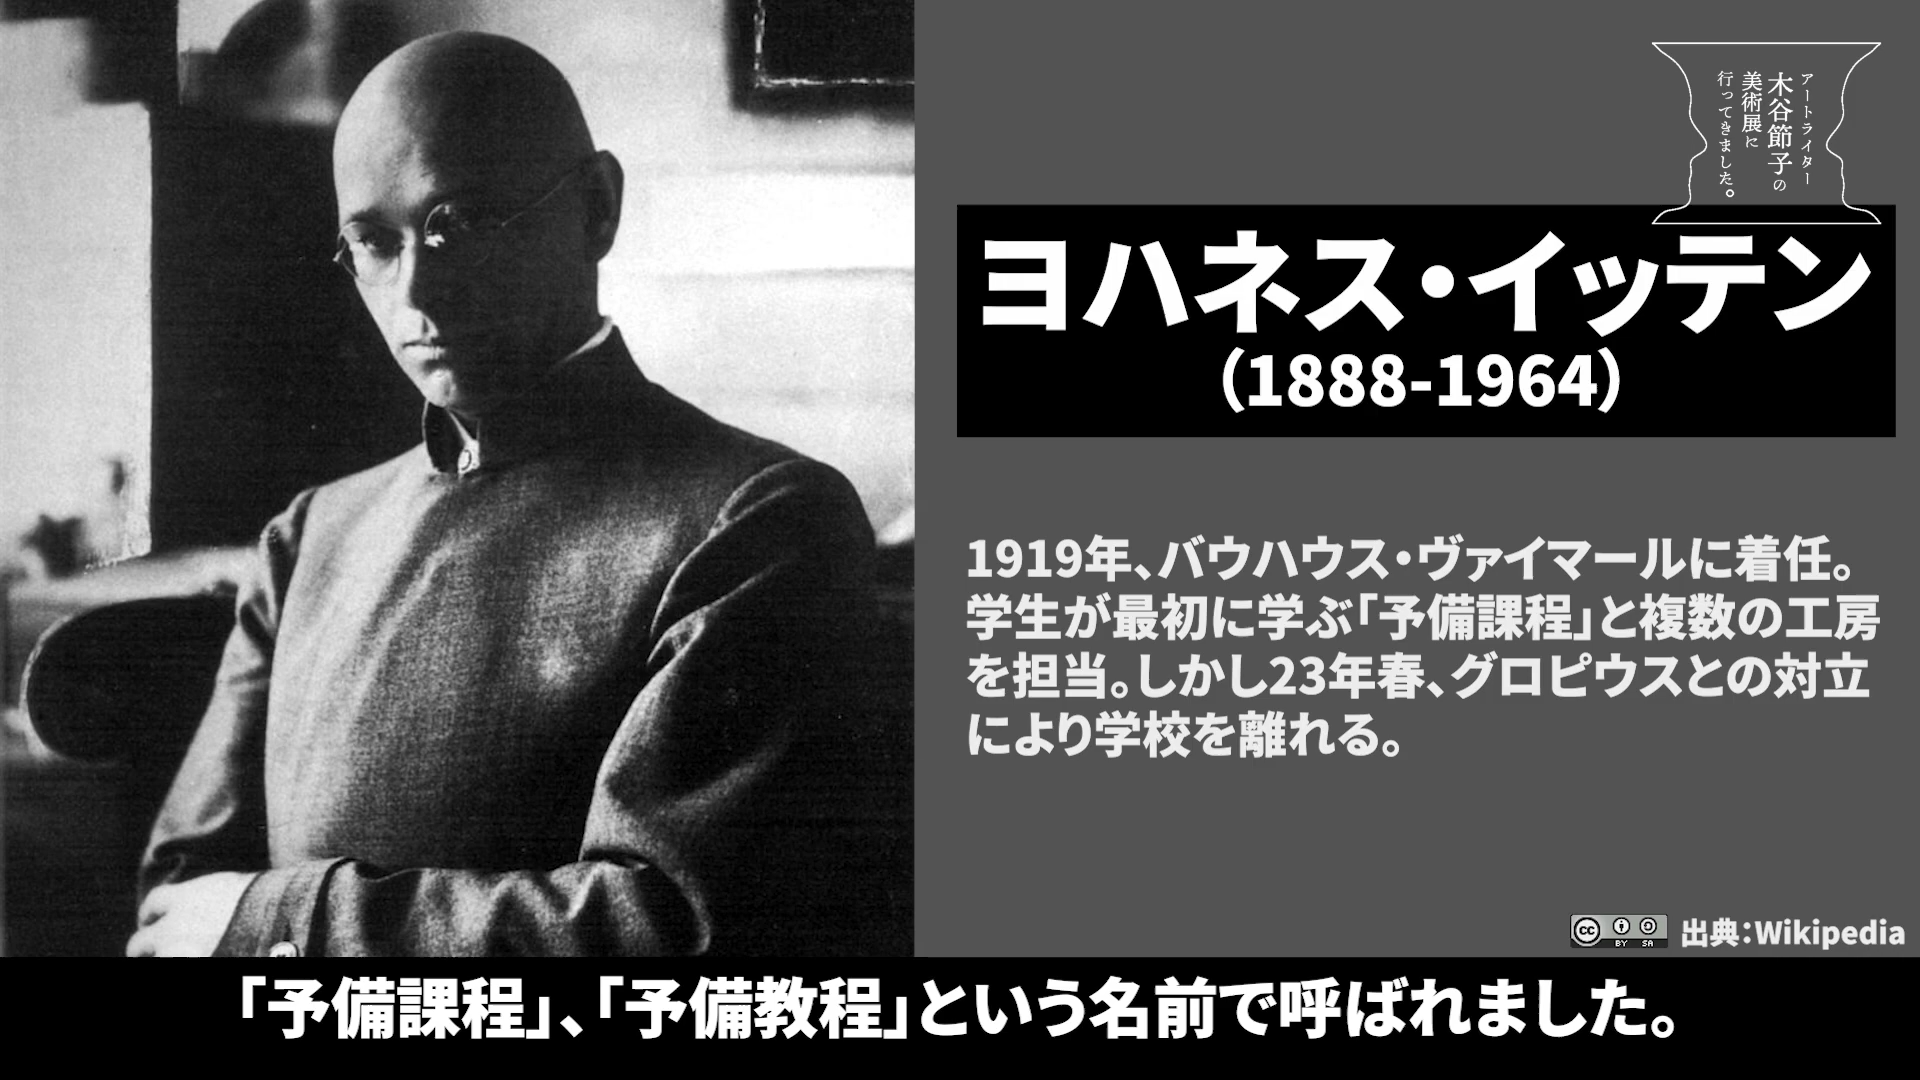 アートライター
木谷節子の
美術展に
行ってきました。
ヨハネス・イッテン
(1888-1964)
1919年、バウハウス・ヴァイマールに着任。
学生が最初に学ぶ「予備課程」と複数の工房
を担当。しかし23年春、グロピウスとの対立
により学校を離れる。
cc BY SA 出典：Wikipedia
「予備課程」、「予備教程」という名前で呼ばれました。